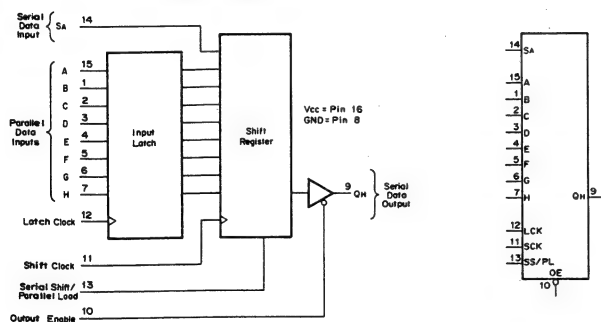 Serial
Data
Input
SA
14
A 15
B 1
C 2
D 3
E 4
F 5
G 6
H 7
Parallel
Data
Inputs
Input
Latch
Shift
Register
Vcc = Pin 16
GND = Pin 8
9 QH
Serial
Data
Output
Latch Clock 12
Shift Clock 11
Serial Shift/
Parallel Load 13
Output Enable 10
14 SA
15 A
1 B
2 C
3 D
4 E
5 F
6 G
7 H
QH 9
12 LCK
11 SCK
13 SS/PL
OE
10